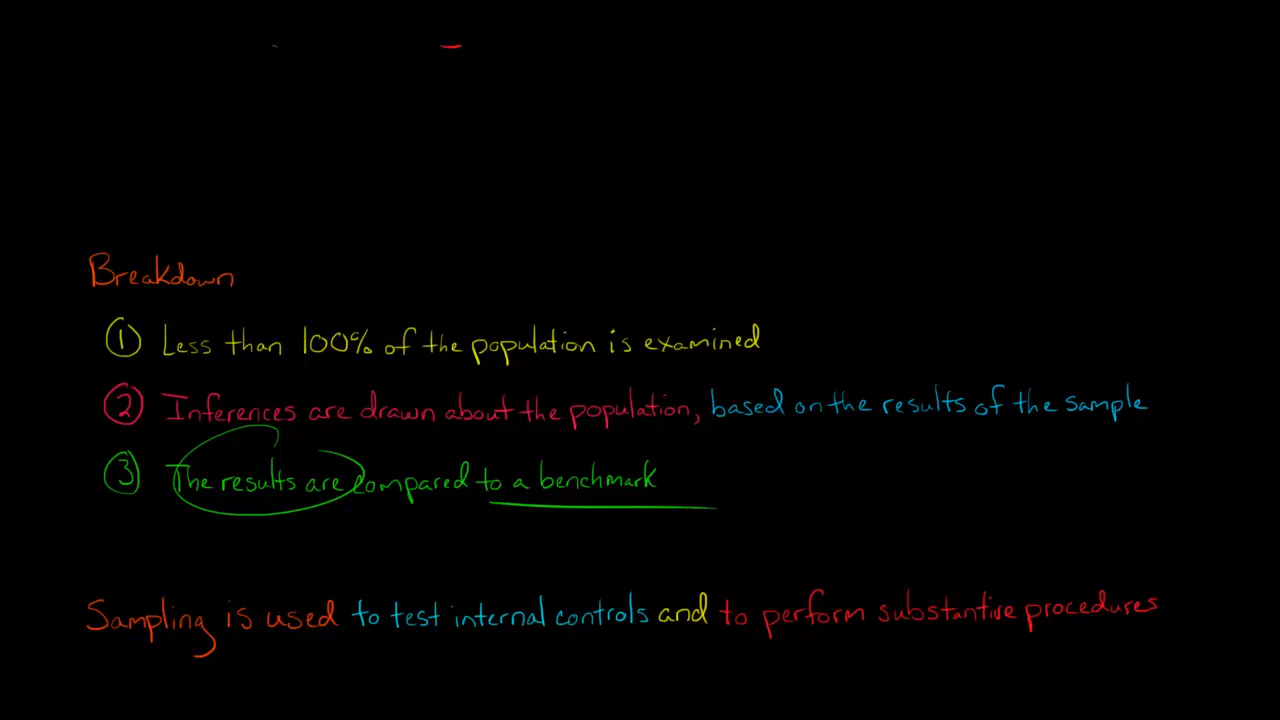 Breakdown
① Less than 100% of the population is examined
② Inferences are drawn about the population, based on the results of the sample
③ The results are compared to a benchmark
Sampling is used to test internal controls and to perform substantive procedures